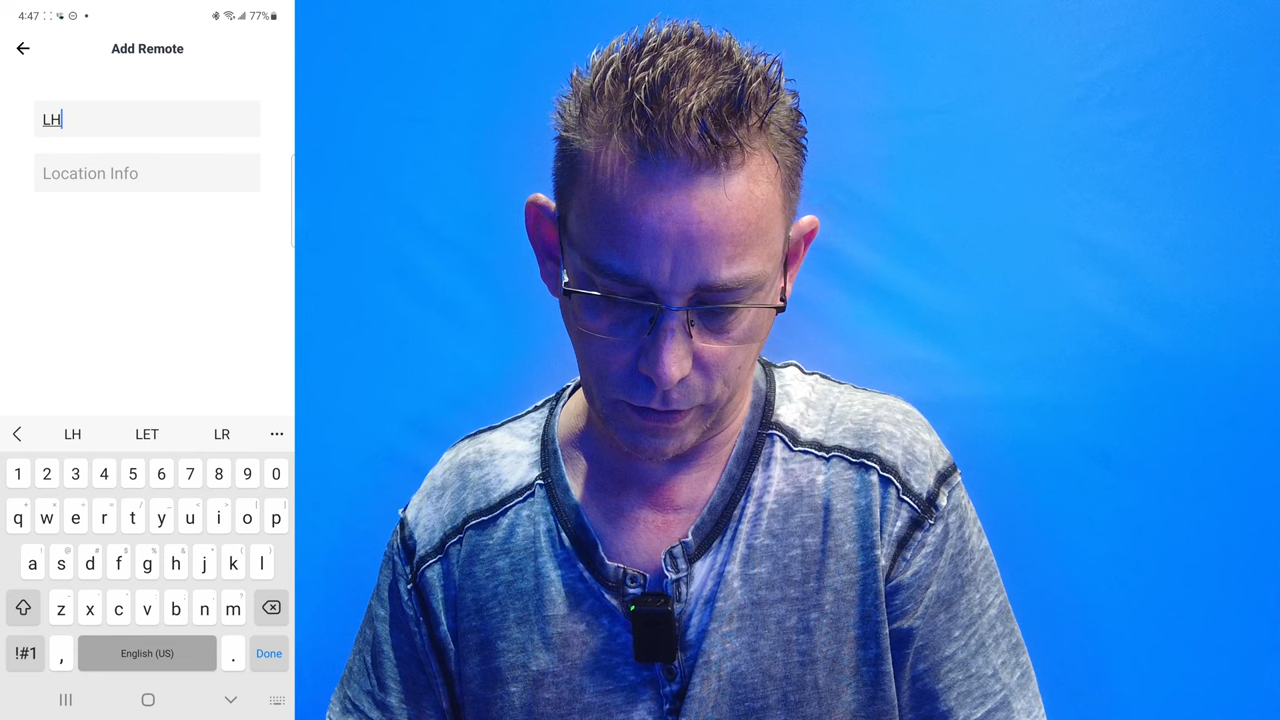 4:47 77%
Add Remote
LH
Location Info
LH LET LR
1 2 3 4 5 6 7 8 9 0
q w e r t y u i o p
a s d f g h j k l
z x c v b n m
!#1 , English (US) . Done